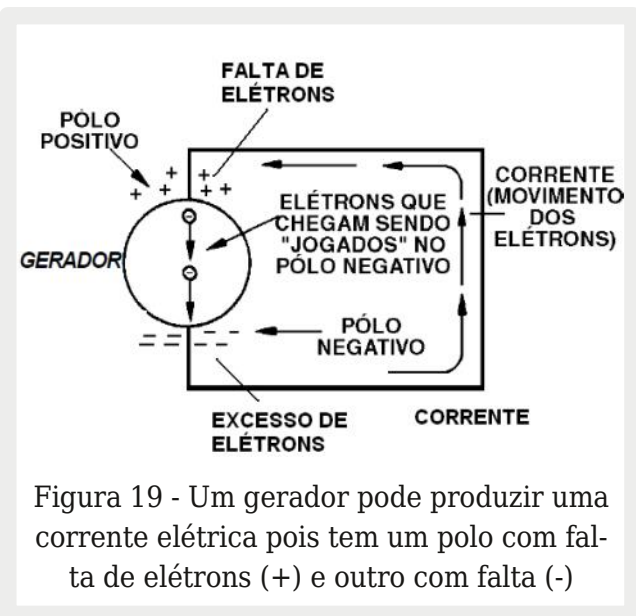 FALTA DE
ELÉTRONS
PÓLO
POSITIVO
CORRENTE
(MOVIMENTO
DOS
ELÉTRONS)
ELÉTRONS QUE
CHEGAM SENDO
"JOGADOS" NO
PÓLO NEGATIVO
GERADOR
PÓLO
NEGATIVO
EXCESSO DE
ELÉTRONS
CORRENTE
Figura 19 - Um gerador pode produzir uma
corrente elétrica pois tem um polo com fal-
ta de elétrons (+) e outro com falta (-)